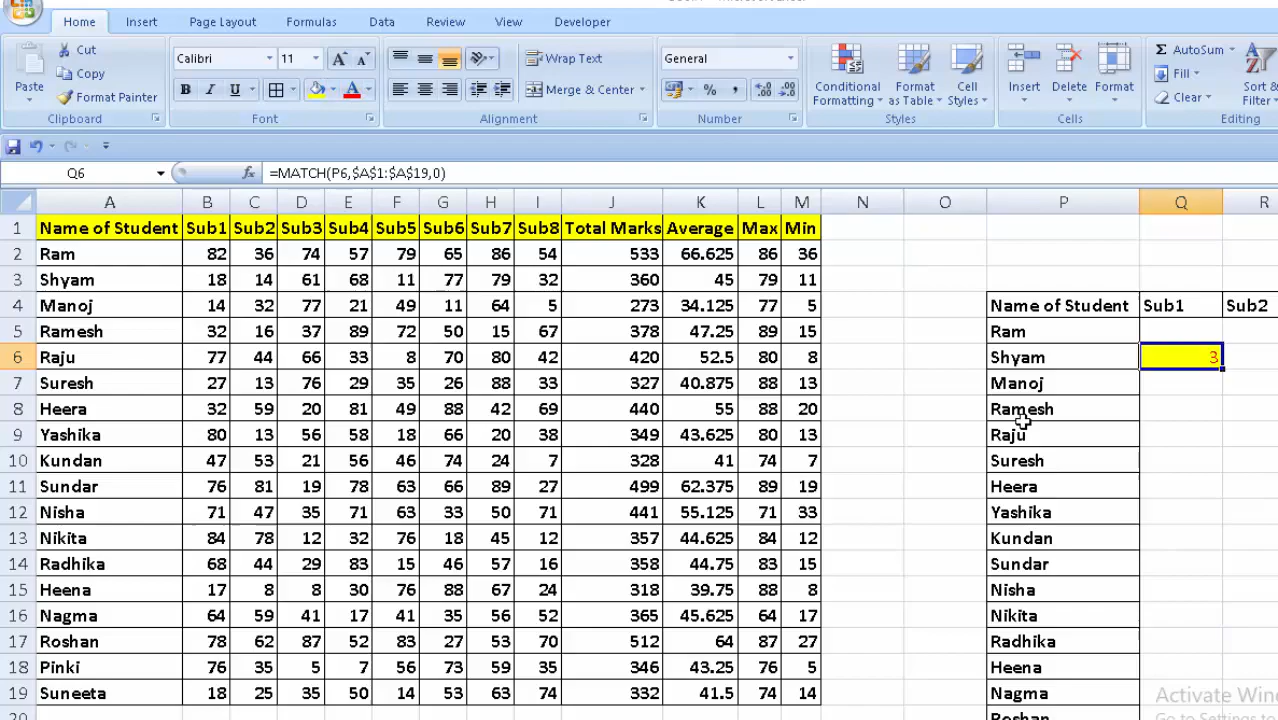 Home Insert Page Layout Formulas Data Review View Developer
Cut Calibri 11 A A Wrap Text General Σ AutoSum
Paste Copy Conditional Formatting Format as Table Cell Styles Insert Delete Format Fill Sort & Filter
Format Painter B I U A Merge & Center % , Clear
Clipboard Font Alignment Number Styles Cells Editing
Q6 fx =MATCH(P6,$A$1:$A$19,0)
A B C D E F G H I J K L M N O P Q R
1 Name of Student Sub1 Sub2 Sub3 Sub4 Sub5 Sub6 Sub7 Sub8 Total Marks Average Max Min
2 Ram 82 36 74 57 79 65 86 54 533 66.625 86 36
3 Shyam 18 14 61 68 11 77 79 32 360 45 79 11
4 Manoj 14 32 77 21 49 11 64 5 273 34.125 77 5 Name of Student Sub1 Sub2
5 Ramesh 32 16 37 89 72 50 15 67 378 47.25 89 15 Ram
6 Raju 77 44 66 33 8 70 80 42 420 52.5 80 8 Shyam 3
7 Suresh 27 13 76 29 35 26 88 33 327 40.875 88 13 Manoj
8 Heera 32 59 20 81 49 88 42 69 440 55 88 20 Ramesh
9 Yashika 80 13 56 58 18 66 20 38 349 43.625 80 13 Raju
10 Kundan 47 53 21 56 46 74 24 7 328 41 74 7 Suresh
11 Sundar 76 81 19 78 63 66 89 27 499 62.375 89 19 Heera
12 Nisha 71 47 35 71 63 33 50 71 441 55.125 71 33 Yashika
13 Nikita 84 78 12 32 76 18 45 12 357 44.625 84 12 Kundan
14 Radhika 68 44 29 83 15 46 57 16 358 44.75 83 15 Sundar
15 Heena 17 8 8 30 76 88 67 24 318 39.75 88 8 Nisha
16 Nagma 64 59 41 17 41 35 56 52 365 45.625 64 17 Nikita
17 Roshan 78 62 87 52 83 27 53 70 512 64 87 27 Radhika
18 Pinki 76 35 5 7 56 73 59 35 346 43.25 76 5 Heena
19 Suneeta 18 25 35 50 14 53 63 74 332 41.5 74 14 Nagma
20 Roshan
Activate Win
Go to Settings to